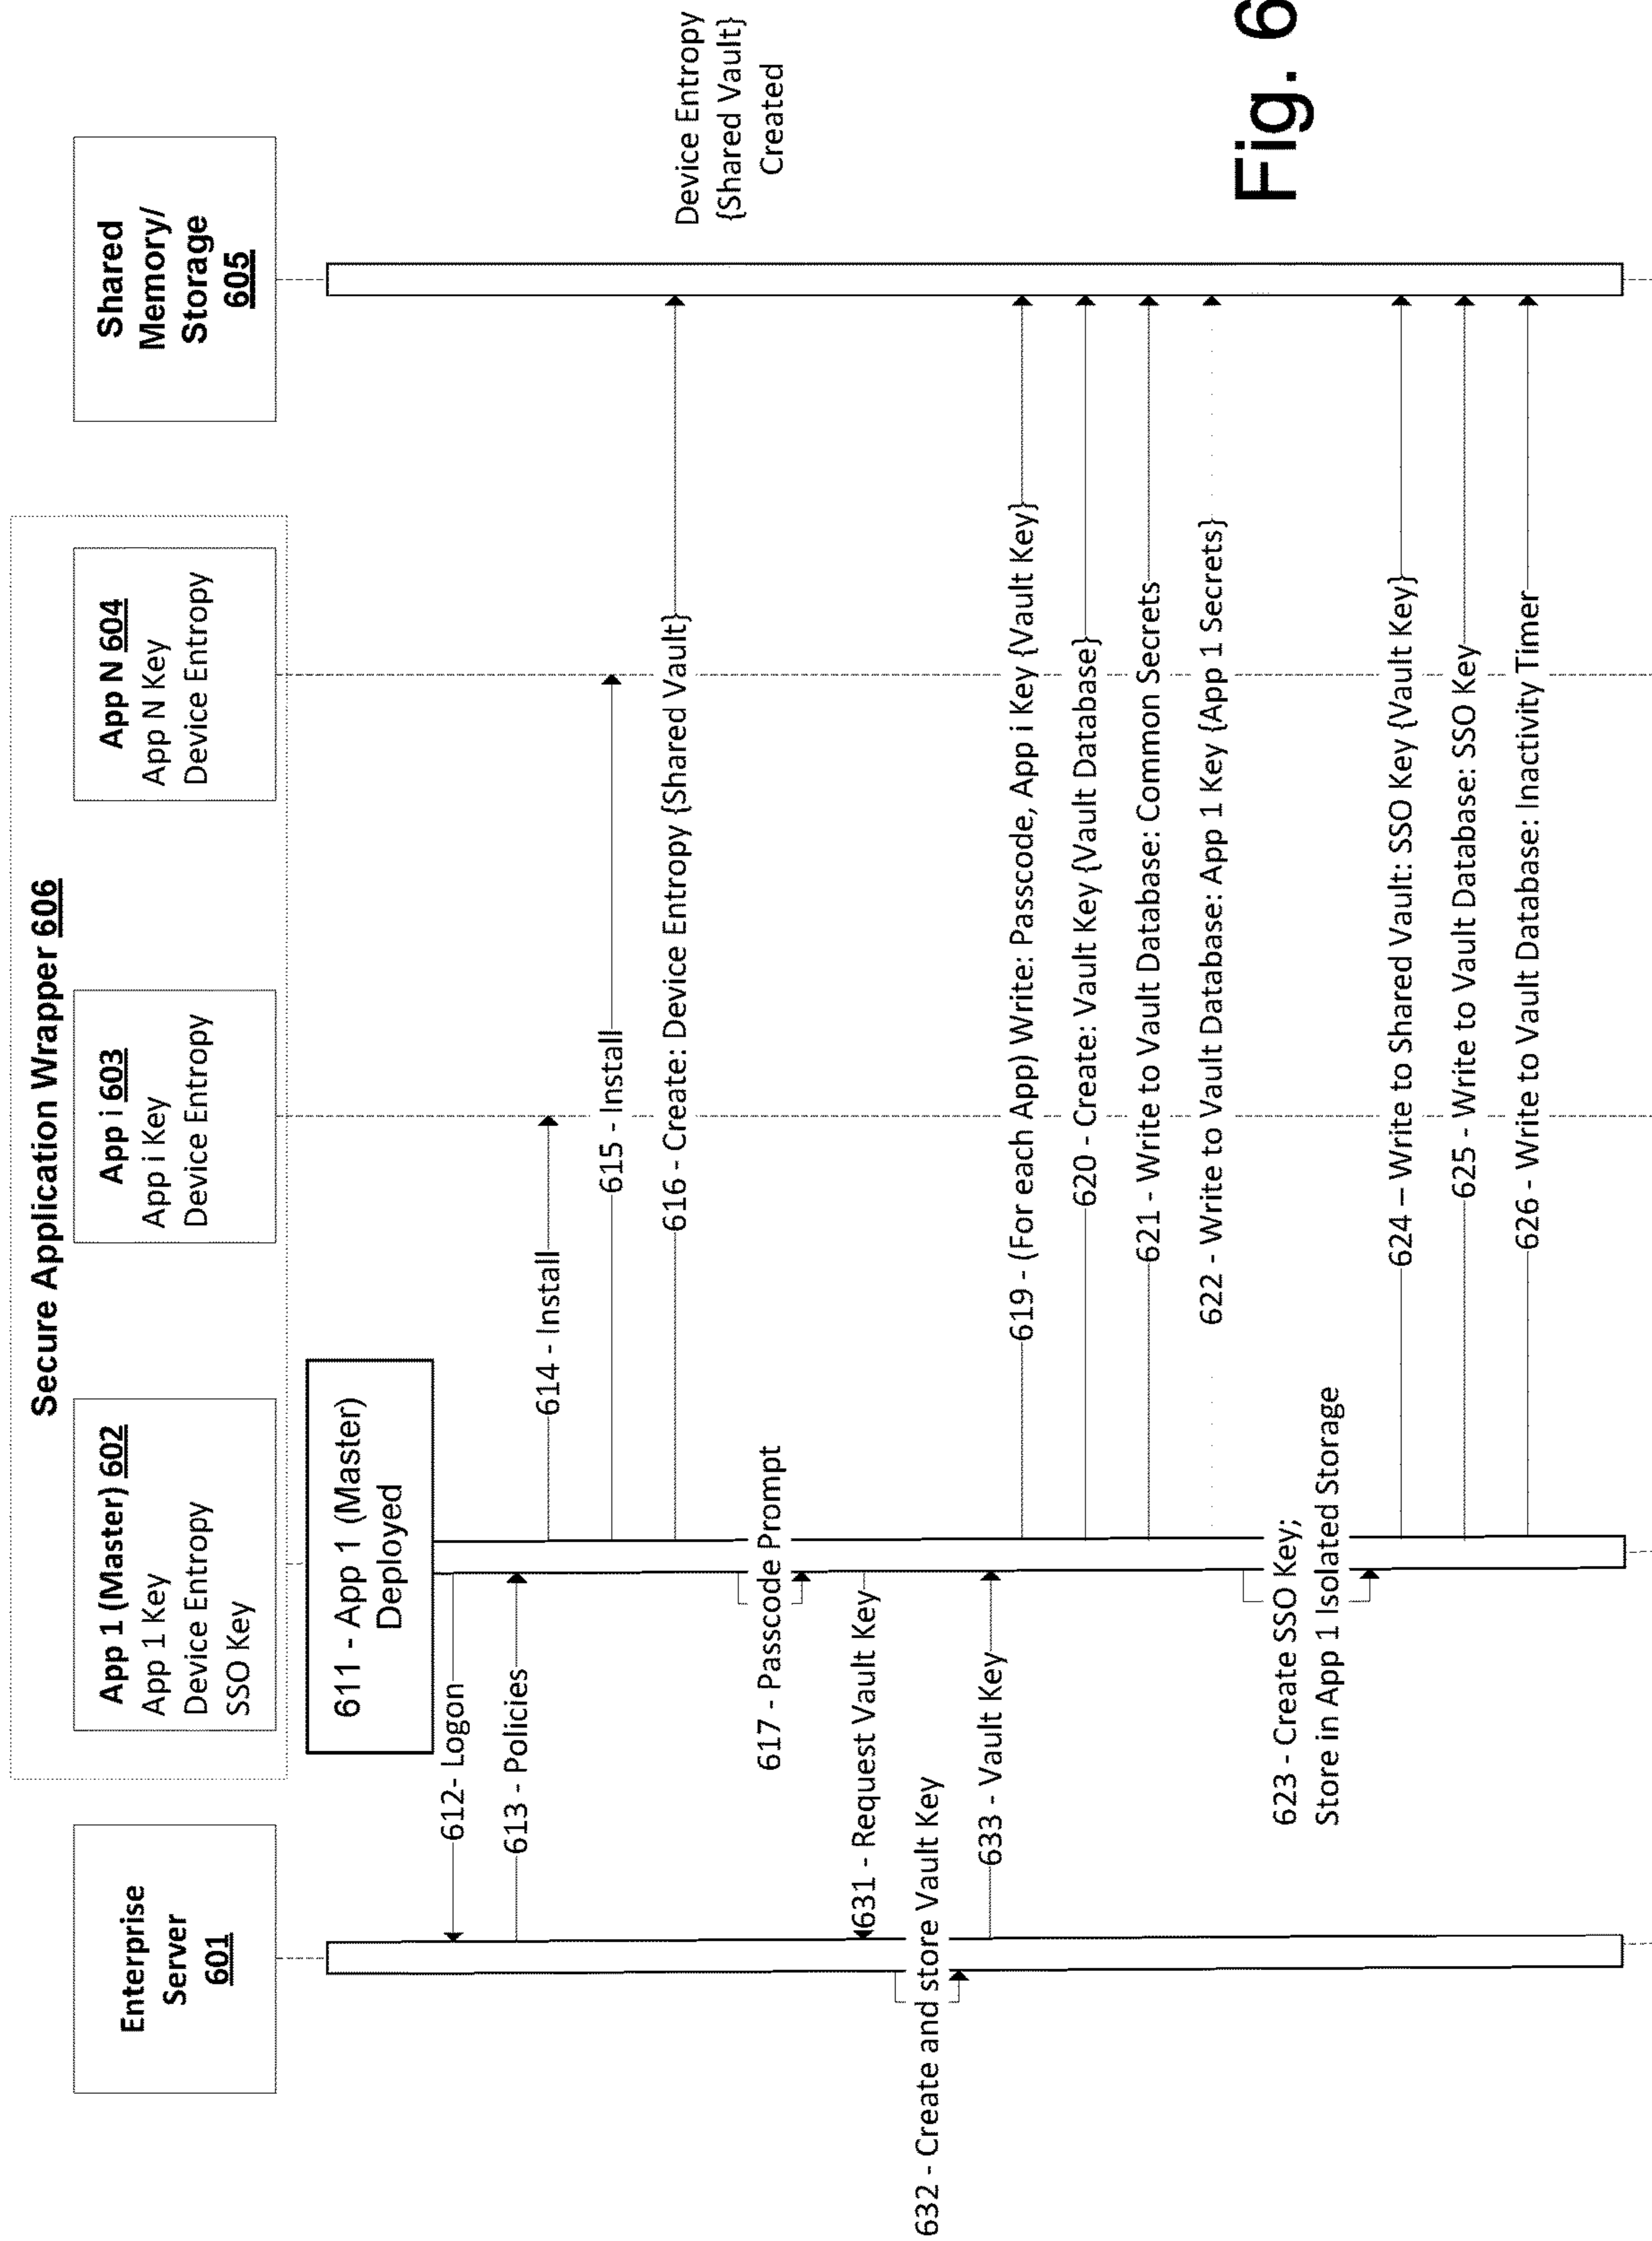 Secure Application Wrapper 606
Enterprise
Server
601
App 1 (Master) 602
App 1 Key
Device Entropy
SSO Key
App i 603
App i Key
Device Entropy
App N 604
App N Key
Device Entropy
Shared
Memory/
Storage
605
611 - App 1 (Master)
Deployed
612- Logon
613 - Policies
614 - Install
615 - Install
616 - Create: Device Entropy {Shared Vault}
Device Entropy
{Shared Vault}
Created
617 - Passcode Prompt
631 - Request Vault Key
632 - Create and store Vault Key
633 - Vault Key
619 - (For each App) Write: Passcode, App i Key {Vault Key}
620 - Create: Vault Key {Vault Database}
621 - Write to Vault Database: Common Secrets
622 - Write to Vault Database: App 1 Key {App 1 Secrets}
623 - Create SSO Key;
Store in App 1 Isolated Storage
624 – Write to Shared Vault: SSO Key {Vault Key}
625 - Write to Vault Database: SSO Key
626 - Write to Vault Database: Inactivity Timer
Fig. 6